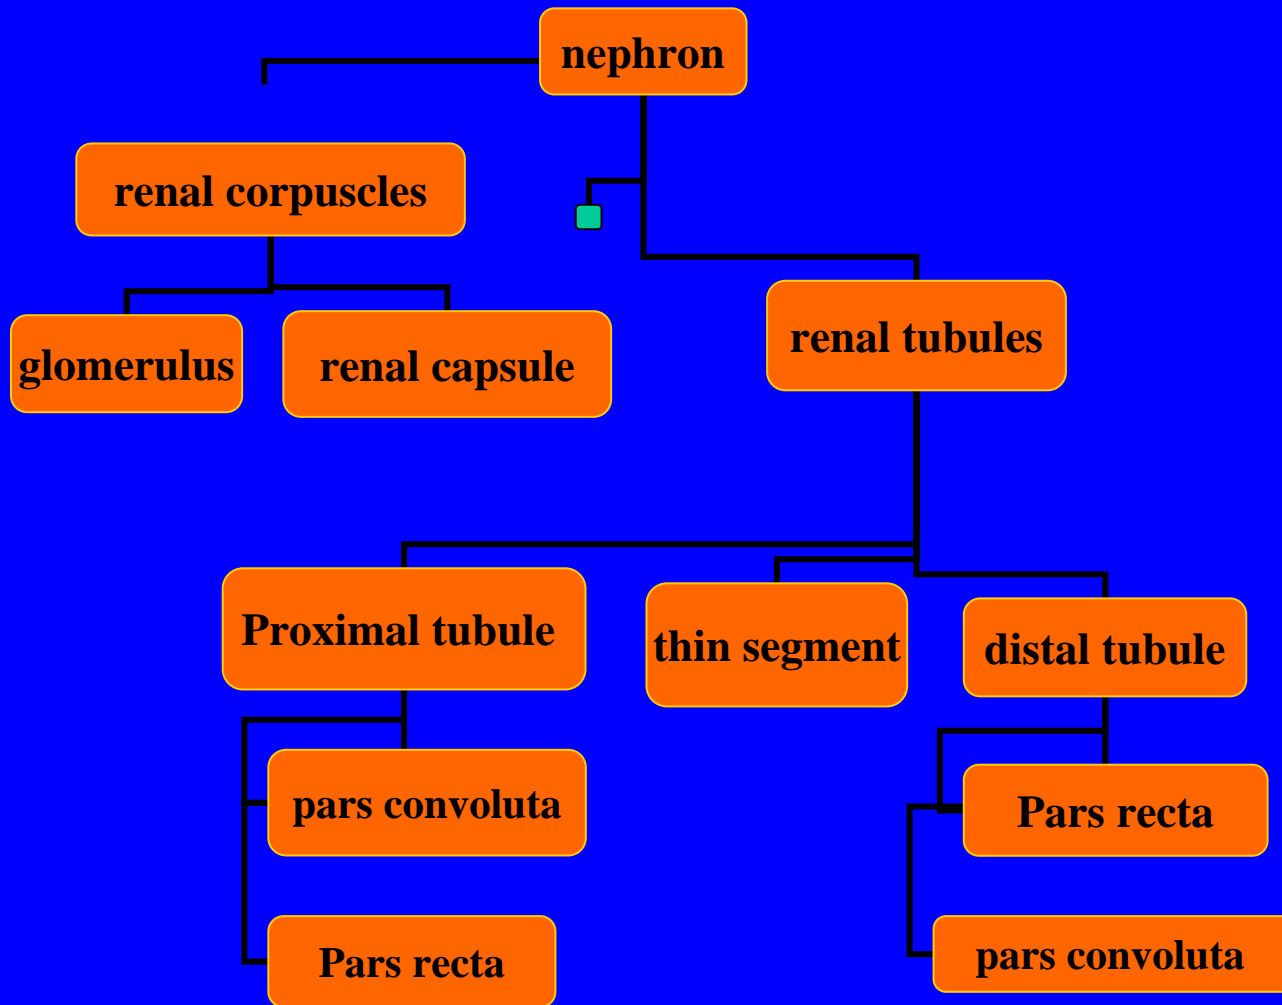 nephron
renal corpuscles
glomerulus
renal capsule
renal tubules
Proximal tubule
thin segment
distal tubule
pars convoluta
Pars recta
Pars recta
pars convoluta